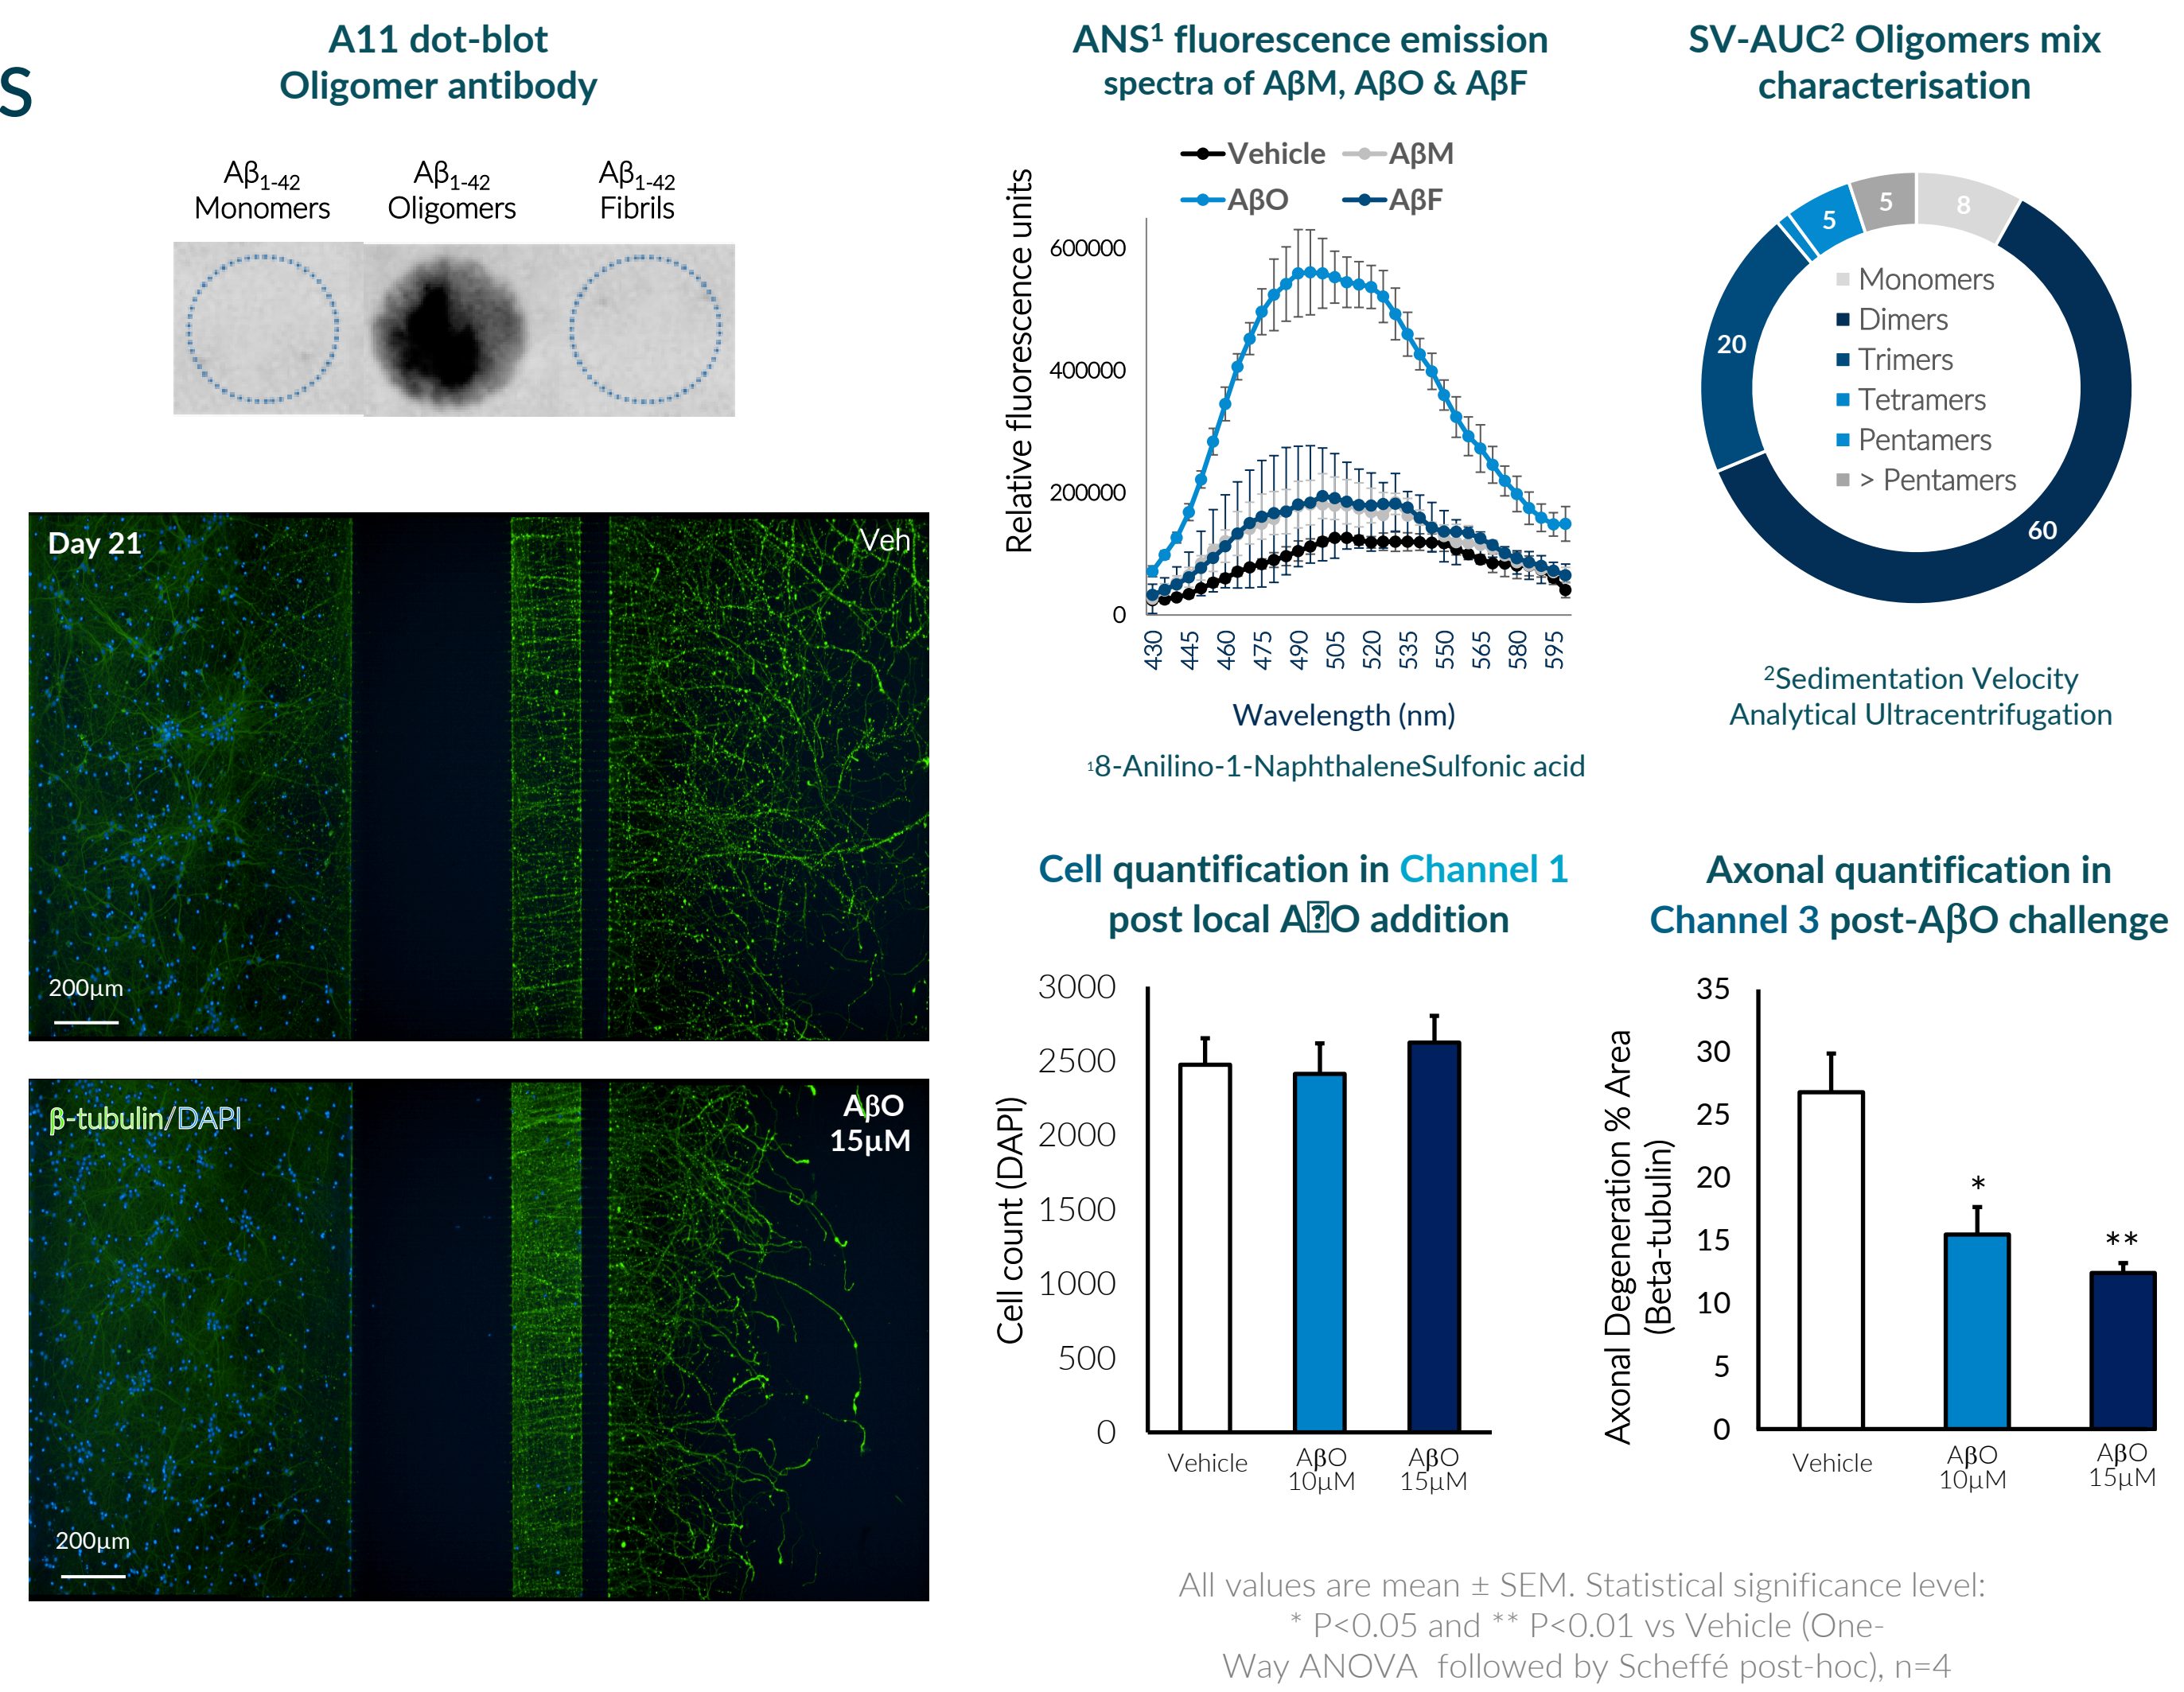 s
A11 dot-blot
Oligomer antibody
Aβ1-42
Monomers
Aβ1-42
Oligomers
Aβ1-42
Fibrils
Day 21
Veh
200µm
β-tubulin/DAPI
AβO
15µM
200µm
ANS¹ fluorescence emission
spectra of AβM, AβO & AβF
Vehicle
AβM
AβO
AβF
Relative fluorescence units
600000
400000
200000
0
430
445
460
475
490
505
520
535
550
565
580
595
Wavelength (nm)
¹8-Anilino-1-NaphthaleneSulfonic acid
SV-AUC² Oligomers mix
characterisation
5
5
8
20
60
Monomers
Dimers
Trimers
Tetramers
Pentamers
> Pentamers
²Sedimentation Velocity
Analytical Ultracentrifugation
Cell quantification in Channel 1
post local A⍰O addition
Cell count (DAPI)
3000
2500
2000
1500
1000
500
0
Vehicle
AβO
10µM
AβO
15µM
Axonal quantification in
Channel 3 post-AβO challenge
Axonal Degeneration % Area
(Beta-tubulin)
35
30
25
20
15
10
5
0
*
**
Vehicle
AβO
10µM
AβO
15µM
All values are mean ± SEM. Statistical significance level:
* P<0.05 and ** P<0.01 vs Vehicle (One-
Way ANOVA followed by Scheffé post-hoc), n=4